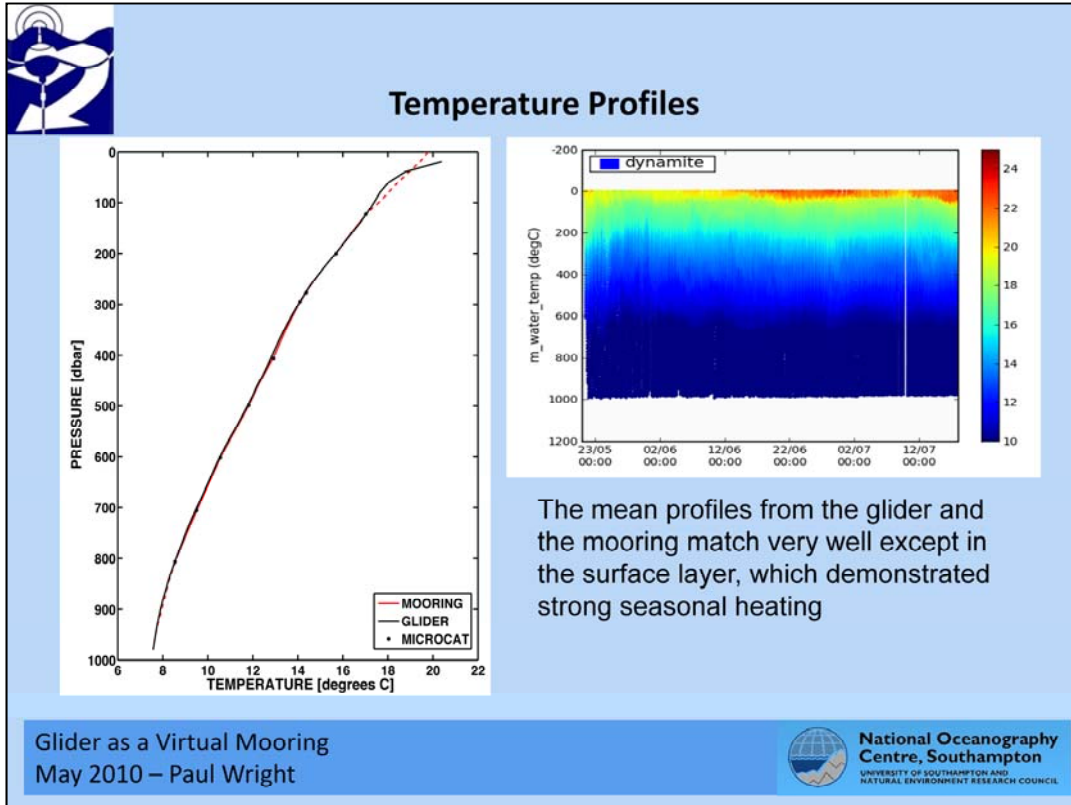 Temperature Profiles
0
100
200
300
400
500
600
700
800
900
1000
PRESSURE [dbar]
6
8
10
12
14
16
18
20
22
TEMPERATURE [degrees C]
MOORING
GLIDER
MICROCAT
dynamite
-200
0
200
400
600
800
1000
1200
m_water_temp (degC)
23/05
00:00
02/06
00:00
12/06
00:00
22/06
00:00
02/07
00:00
12/07
00:00
24
22
20
18
16
14
12
10
The mean profiles from the glider and
the mooring match very well except in
the surface layer, which demonstrated
strong seasonal heating
Glider as a Virtual Mooring
May 2010 – Paul Wright
National Oceanography
Centre, Southampton
UNIVERSITY OF SOUTHAMPTON AND
NATURAL ENVIRONMENT RESEARCH COUNCIL